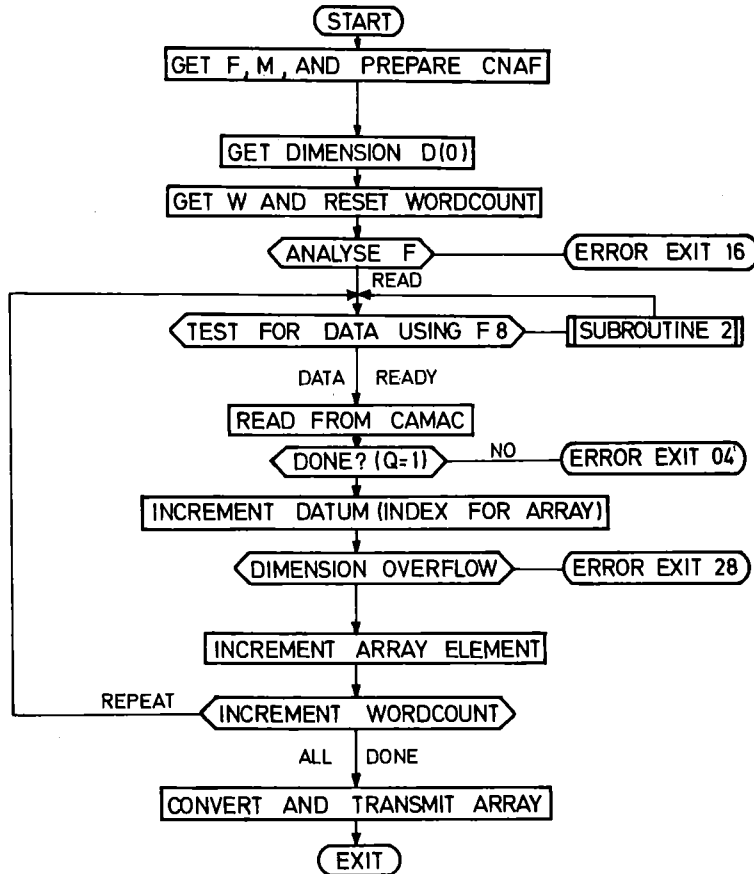 START
GET F, M, AND PREPARE CNAF
GET DIMENSION D(0)
GET W AND RESET WORDCOUNT
ANALYSE F
ERROR EXIT 16
READ
TEST FOR DATA USING F8
SUBROUTINE 2
DATA READY
READ FROM CAMAC
DONE? (Q=1)
NO
ERROR EXIT 04
INCREMENT DATUM (INDEX FOR ARRAY)
DIMENSION OVERFLOW
ERROR EXIT 28
INCREMENT ARRAY ELEMENT
REPEAT
INCREMENT WORDCOUNT
ALL DONE
CONVERT AND TRANSMIT ARRAY
EXIT